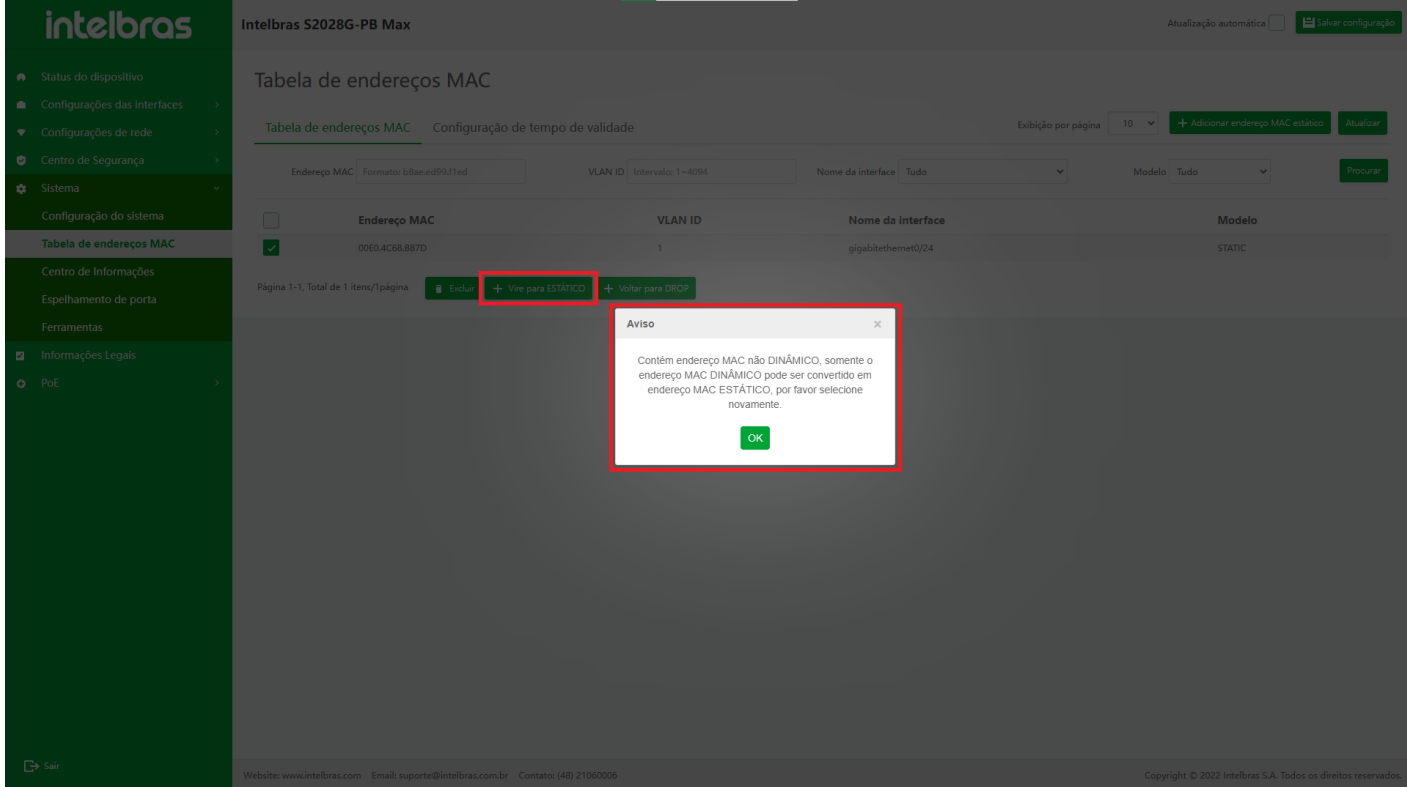 intelbras
Intelbras S2028G-PB Max
Atualização automática
Salvar configuração
Status do dispositivo
Configurações das Interfaces
Configurações de rede
Centro de Segurança
Sistema
Configuração do sistema
Tabela de endereços MAC
Centro de Informações
Espelhamento de porta
Ferramentas
Informações Legais
PoE
Sair
Tabela de endereços MAC
Tabela de endereços MAC Configuração de tempo de validade
Exibição por página 10 + Adicionar endereço MAC estático Atualizar
Endereço MAC Formato: b8ae.ed99.f1ed VLAN ID intervalo: 1~4094 Nome da interface Tudo Modelo Tudo Procurar
Endereço MAC VLAN ID Nome da interface Modelo
00E0.4C68.B87D 1 gigabitethernet0/24 STATIC
Página 1-1, Total de 1 itens/1página Excluir + Vire para ESTÁTICO + Voltar para DROP
Aviso ×
Contém endereço MAC não DINÂMICO, somente o
endereço MAC DINÂMICO pode ser convertido em
endereço MAC ESTÁTICO, por favor selecione
novamente.
OK
Website: www.intelbras.com Email: suporte@intelbras.com.br Contato: (48) 21060006
Copyright © 2022 Intelbras S.A. Todos os direitos reservados.